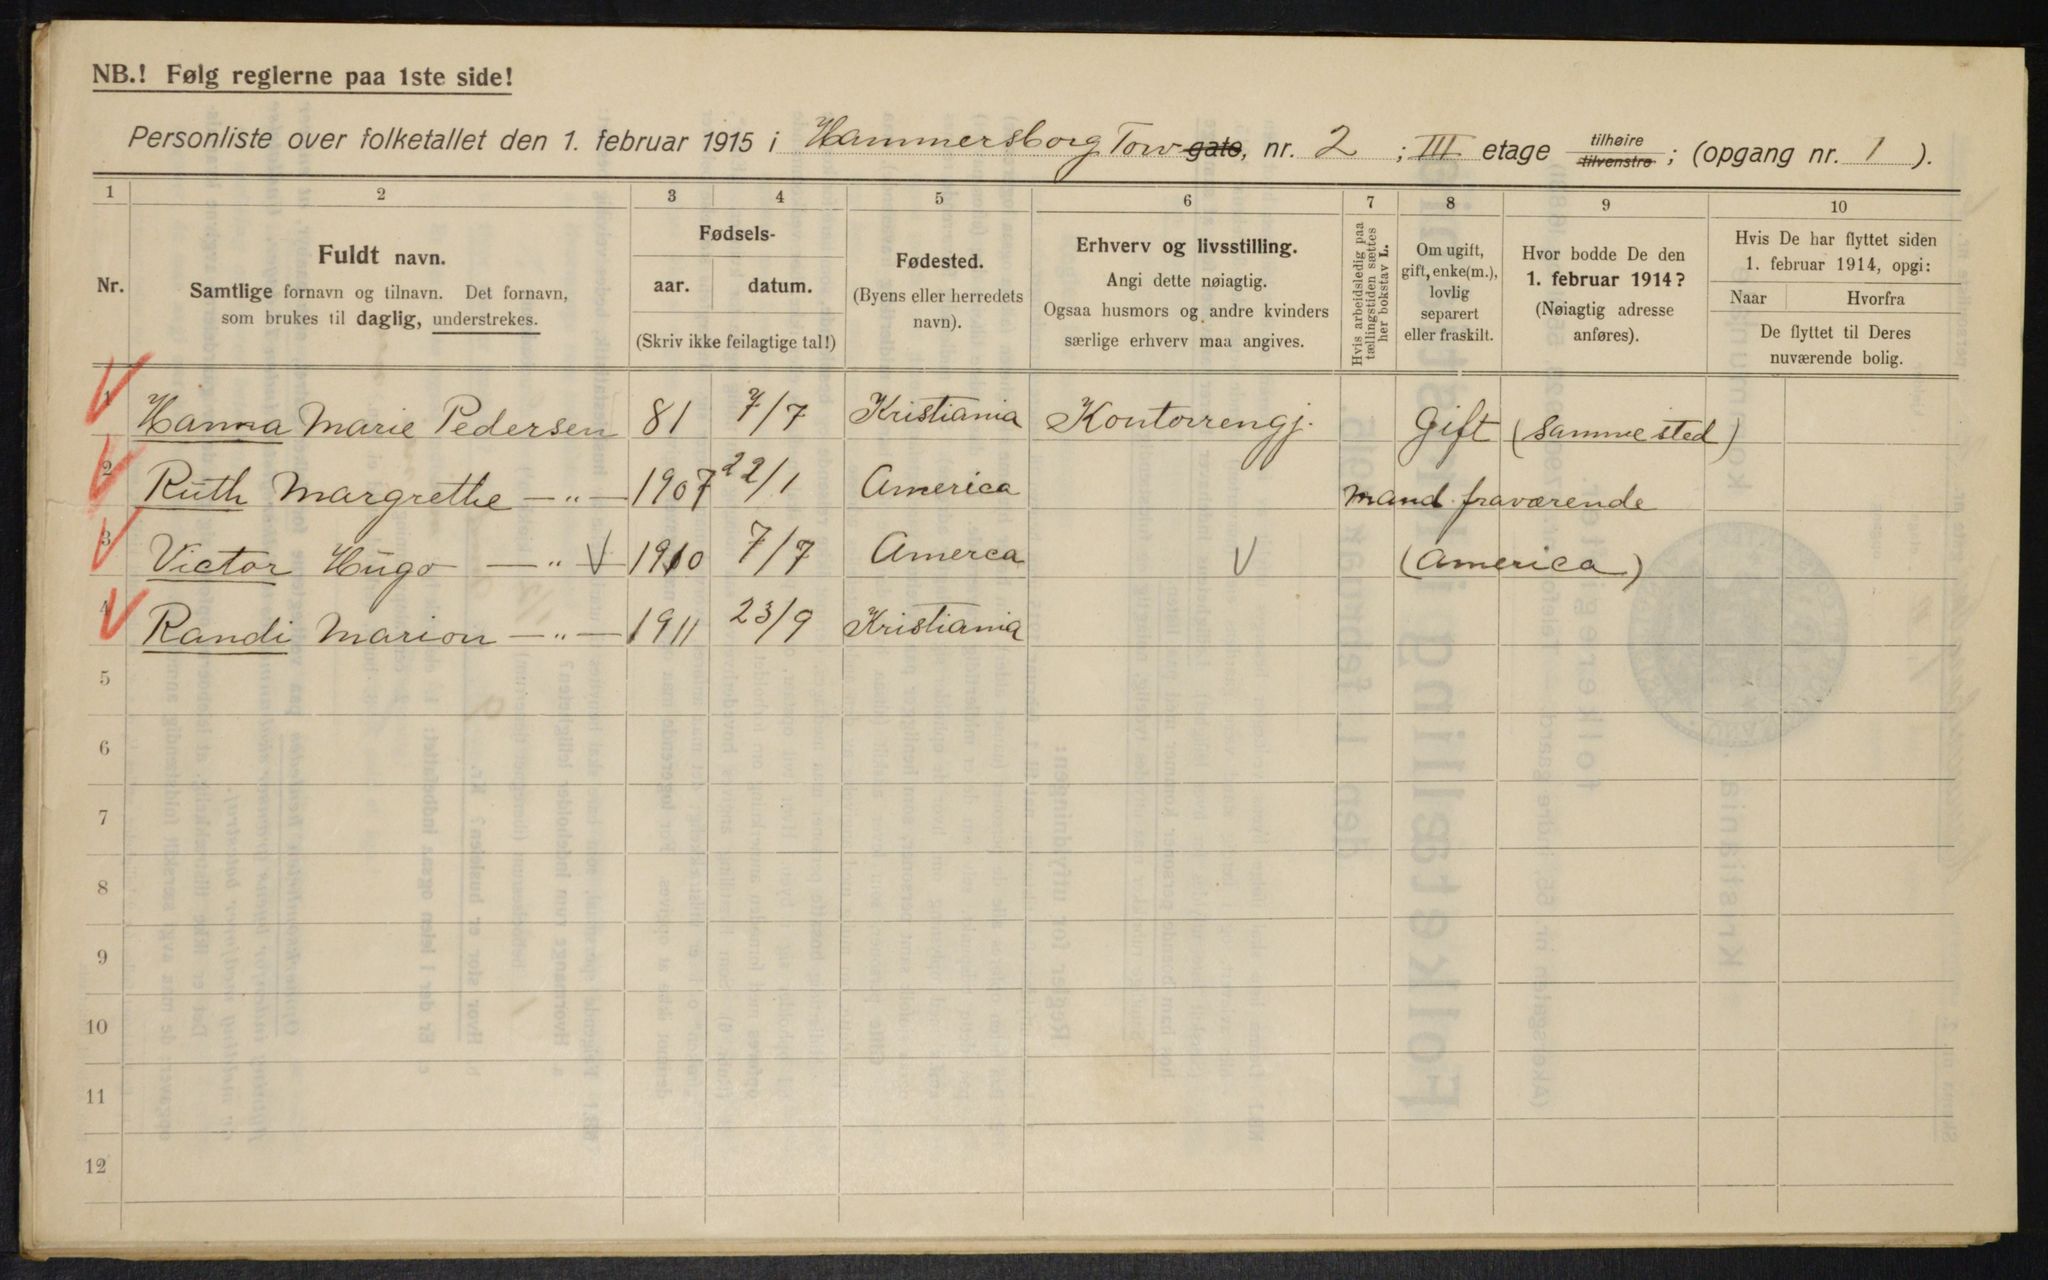 NB.! Følg reglerne paa 1ste side!
Personliste over folketallet den 1. februar 1915 i Hammersborg Torv gate, nr. 2 ; III etage tilhøire tilvenstre ; (opgang nr. 1 ).
1 2 3 4 5 6 7 8 9 10
Nr.
Fuldt navn.
Samtlige fornavn og tilnavn. Det fornavn,
som brukes til daglig, understrekes.
Fødsels-
aar. datum.
(Skriv ikke feilagtige tal!)
Fødested.
(Byens eller herredets
navn).
Erhverv og livsstilling.
Angi dette nøiagtig.
Ogsaa husmors og andre kvinders
særlige erhverv maa angives.
Hvis arbeidsledig paa
tællingstiden sættes
her bokstav L.
Om ugift,
gift, enke(m.),
lovlig
separert
eller fraskilt.
Hvor bodde De den
1. februar 1914?
(Nøiagtig adresse
anføres).
Hvis De har flyttet siden
1. februar 1914, opgi:
Naar Hvorfra
De flyttet til Deres
nuværende bolig.
1 Hanna Marie Pedersen 81 7/7 Kristiania Kontorrengj. Gift (Sammested)
2 Ruth Margrethe —〃— 1907 22/1 America Mand fraværende
3 Victor Hugo —〃— 1910 7/7 Amerca (America)
4 Randi Marion —〃— 1911 23/9 Kristiania
5
6
7
8
9
10
11
12